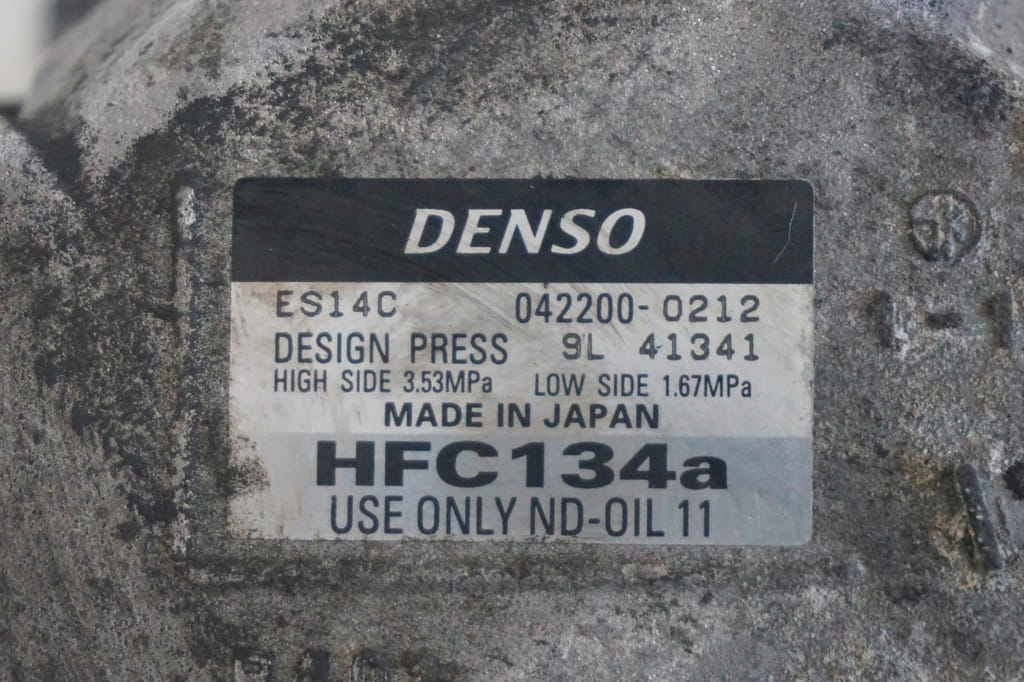 DENSO
ES14C 042200-0212
DESIGN PRESS 9L 41341
HIGH SIDE 3.53MPa LOW SIDE 1.67MPa
MADE IN JAPAN
HFC134a
USE ONLY ND-OIL 11